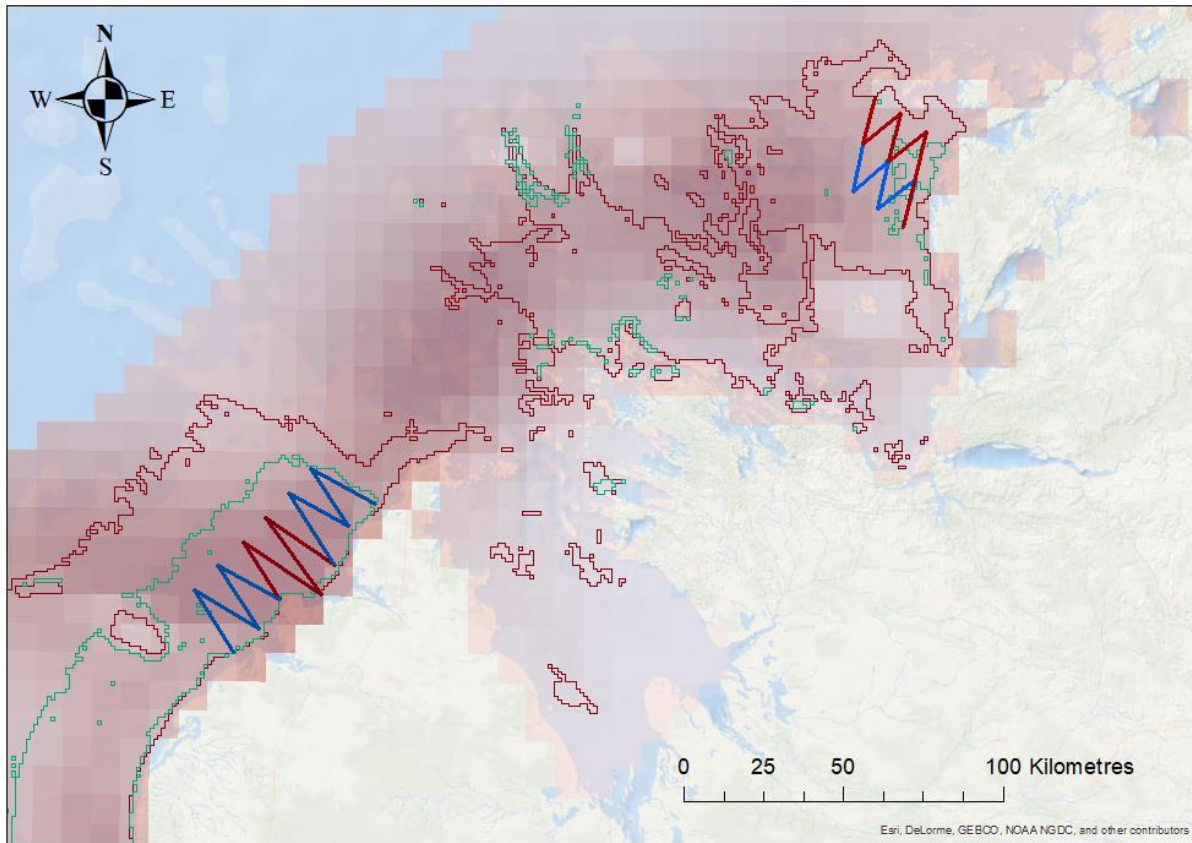 N
W E
S
0 25 50 100 Kilometres
Esri, DeLorme, GEBCO, NOAA NGDC, and other contributors